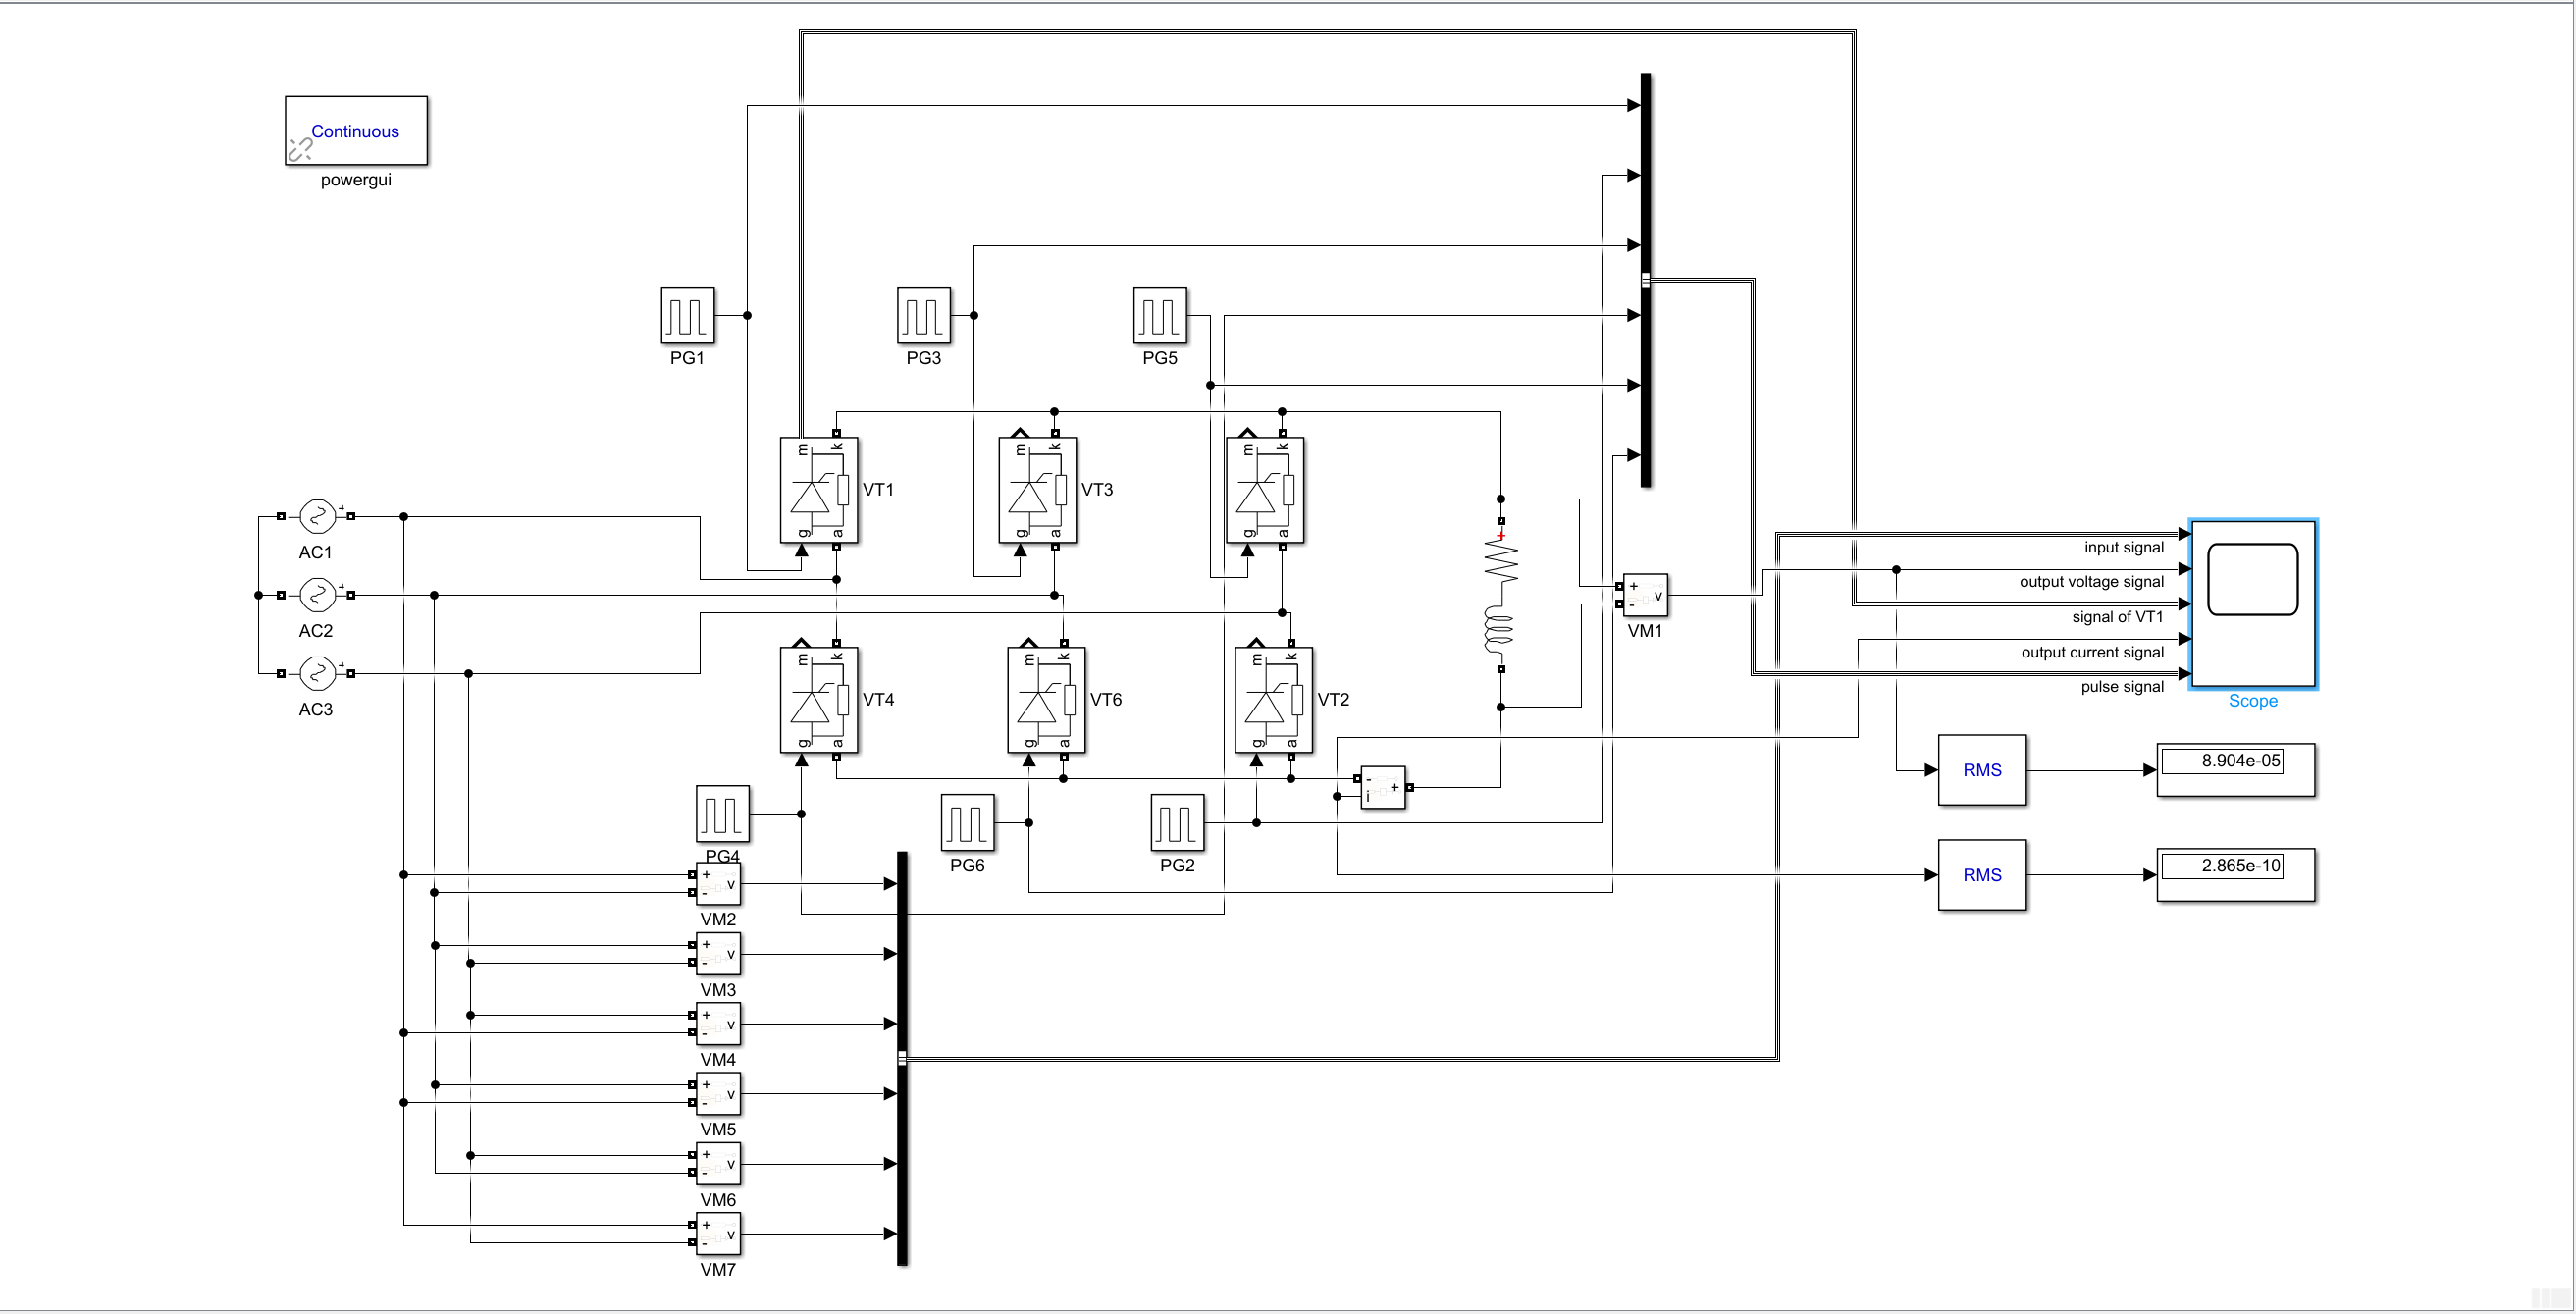 Continuous
powergui
PG1
PG3
PG5
m
k
g
a
VT1
m
k
g
a
VT3
m
k
g
a
AC1
AC2
AC3
m
k
g
a
VT4
m
k
g
a
VT6
m
k
g
a
VT2
+
+
-
v
VM1
input signal
output voltage signal
signal of VT1
output current signal
pulse signal
Scope
-
i
+
RMS
8.904e-05
RMS
2.865e-10
PG4
PG6
PG2
+
-
v
VM2
+
-
v
VM3
+
-
v
VM4
+
-
v
VM5
+
-
v
VM6
+
-
v
VM7